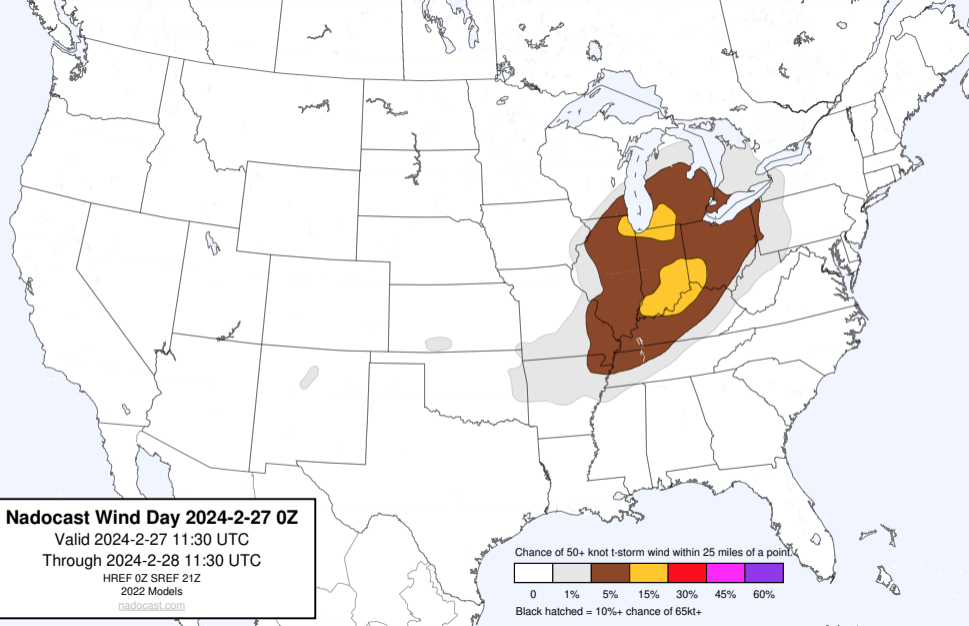 Nadocast Wind Day 2024-2-27 0Z
Valid 2024-2-27 11:30 UTC
Through 2024-2-28 11:30 UTC
HREF 0Z SREF 21Z
2022 Models
nadocast.com
Chance of 50+ knot t-storm wind within 25 miles of a point.
0 1% 5% 15% 30% 45% 60%
Black hatched = 10%+ chance of 65kt+